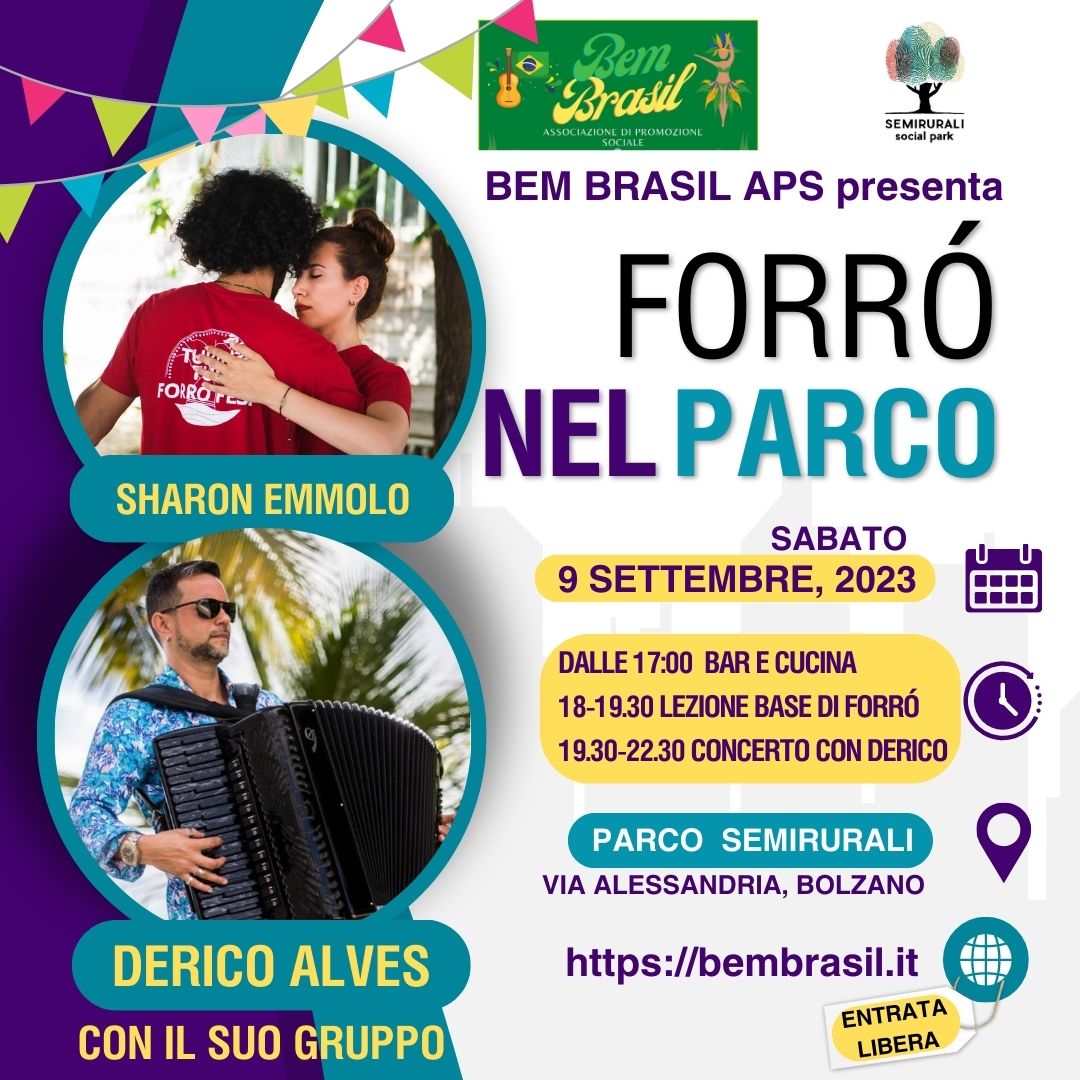 Bem
Brasil
ASSOCIAZIONE DI PROMOZIONE
SOCIALE
SEMIRURALI
social park
BEM BRASIL APS presenta
FORRÓ
NEL PARCO
FORRO FES
SHARON EMMOLO
SABATO
9 SETTEMBRE, 2023
DALLE 17:00 BAR E CUCINA
18-19.30 LEZIONE BASE DI FORRÓ
19.30-22.30 CONCERTO CON DERICO
PARCO SEMIRURALI
VIA ALESSANDRIA, BOLZANO
https://bembrasil.it
ENTRATA
LIBERA
DERICO ALVES
CON IL SUO GRUPPO